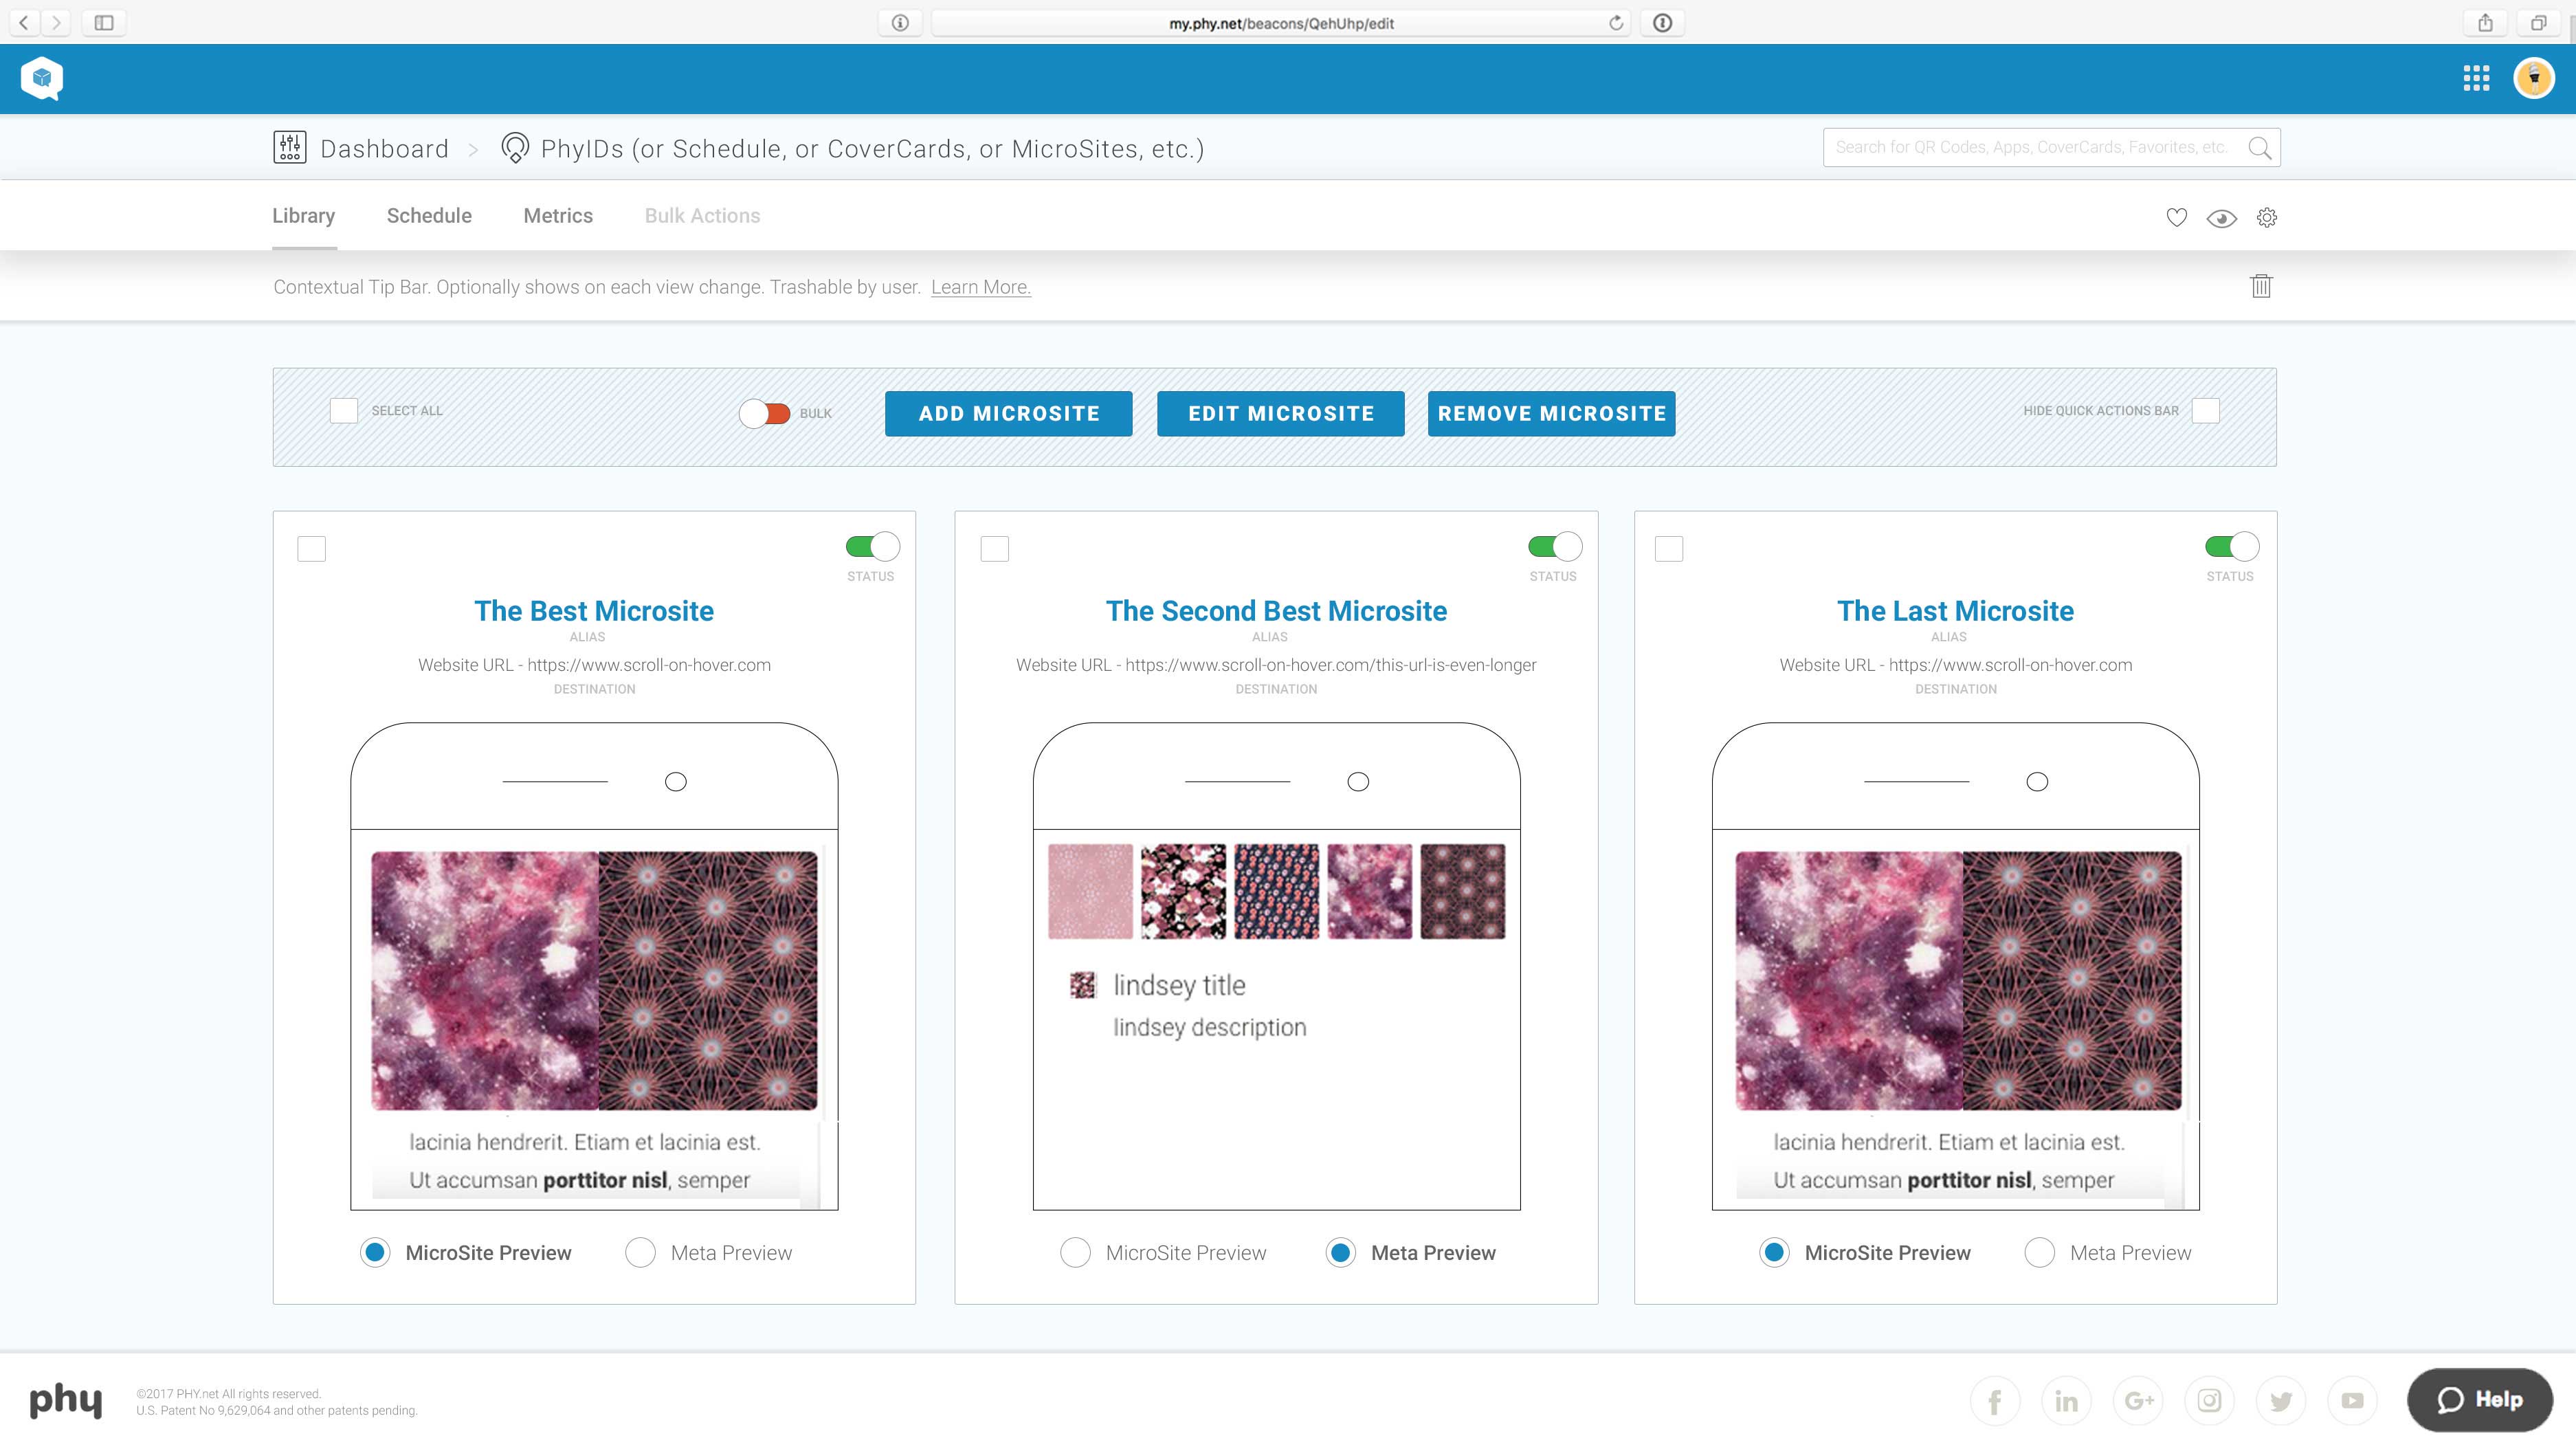 my.phy.net/beacons/QehUhp/edit
Dashboard > PhyIDs (or Schedule, or CoverCards, or MicroSites, etc.)
Search for QR Codes, Apps, CoverCards, Favorites, etc.
Library Schedule Metrics Bulk Actions
Contextual Tip Bar. Optionally shows on each view change. Trashable by user. Learn More.
SELECT ALL
BULK
ADD MICROSITE
EDIT MICROSITE
REMOVE MICROSITE
HIDE QUICK ACTIONS BAR
STATUS
The Best Microsite
ALIAS
Website URL - https://www.scroll-on-hover.com
DESTINATION
lacinia hendrerit. Etiam et lacinia est.
Ut accumsan porttitor nisl, semper
MicroSite Preview Meta Preview
STATUS
The Second Best Microsite
ALIAS
Website URL - https://www.scroll-on-hover.com/this-url-is-even-longer
DESTINATION
lindsey title
lindsey description
MicroSite Preview Meta Preview
STATUS
The Last Microsite
ALIAS
Website URL - https://www.scroll-on-hover.com
DESTINATION
lacinia hendrerit. Etiam et lacinia est.
Ut accumsan porttitor nisl, semper
MicroSite Preview Meta Preview
phy
©2017 PHY.net All rights reserved.
U.S. Patent No 9,629,064 and other patents pending.
f
in
G+
Help